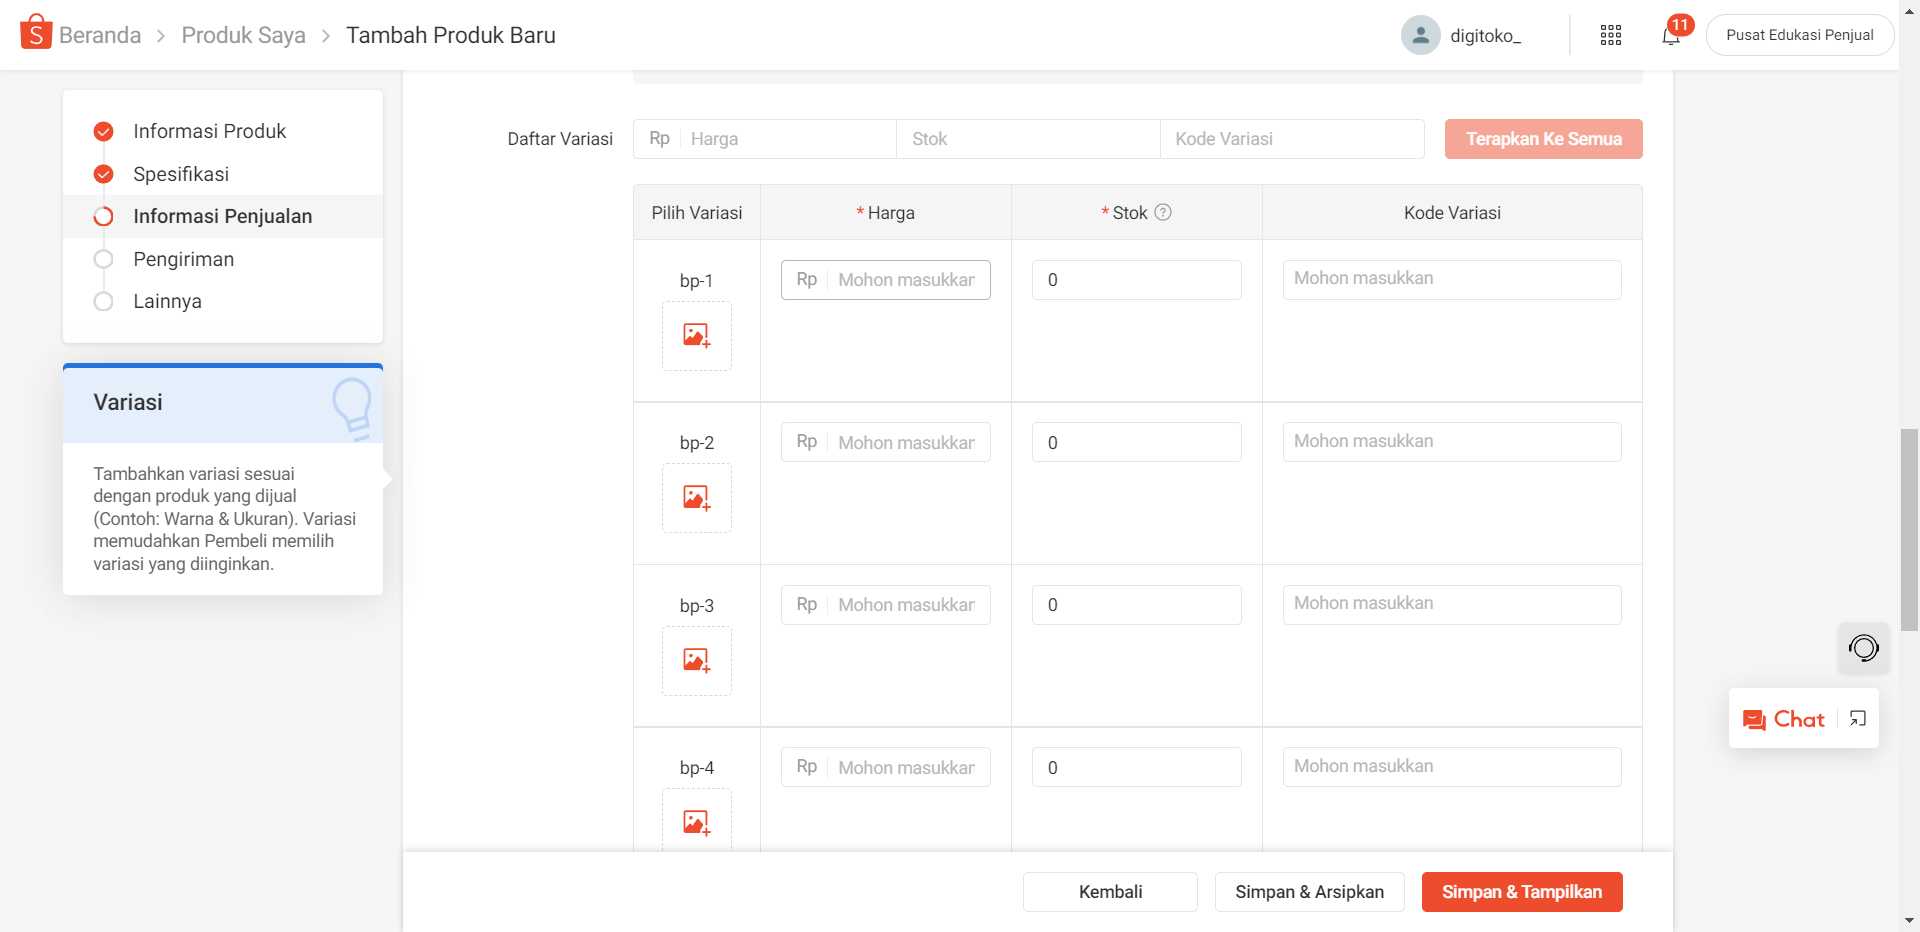 Beranda > Produk Saya > Tambah Produk Baru
digitoko_
11
Pusat Edukasi Penjual
Informasi Produk
Spesifikasi
Informasi Penjualan
Pengiriman
Lainnya
Variasi
Tambahkan variasi sesuai
dengan produk yang dijual
(Contoh: Warna & Ukuran). Variasi
memudahkan Pembeli memilih
variasi yang diinginkan.
Daftar Variasi Rp Harga Stok Kode Variasi Terapkan Ke Semua
Pilih Variasi * Harga * Stok ? Kode Variasi
bp-1 Rp Mohon masukkan 0 Mohon masukkan
bp-2 Rp Mohon masukkan 0 Mohon masukkan
bp-3 Rp Mohon masukkan 0 Mohon masukkan
bp-4 Rp Mohon masukkan 0 Mohon masukkan
Chat
Kembali Simpan & Arsipkan Simpan & Tampilkan